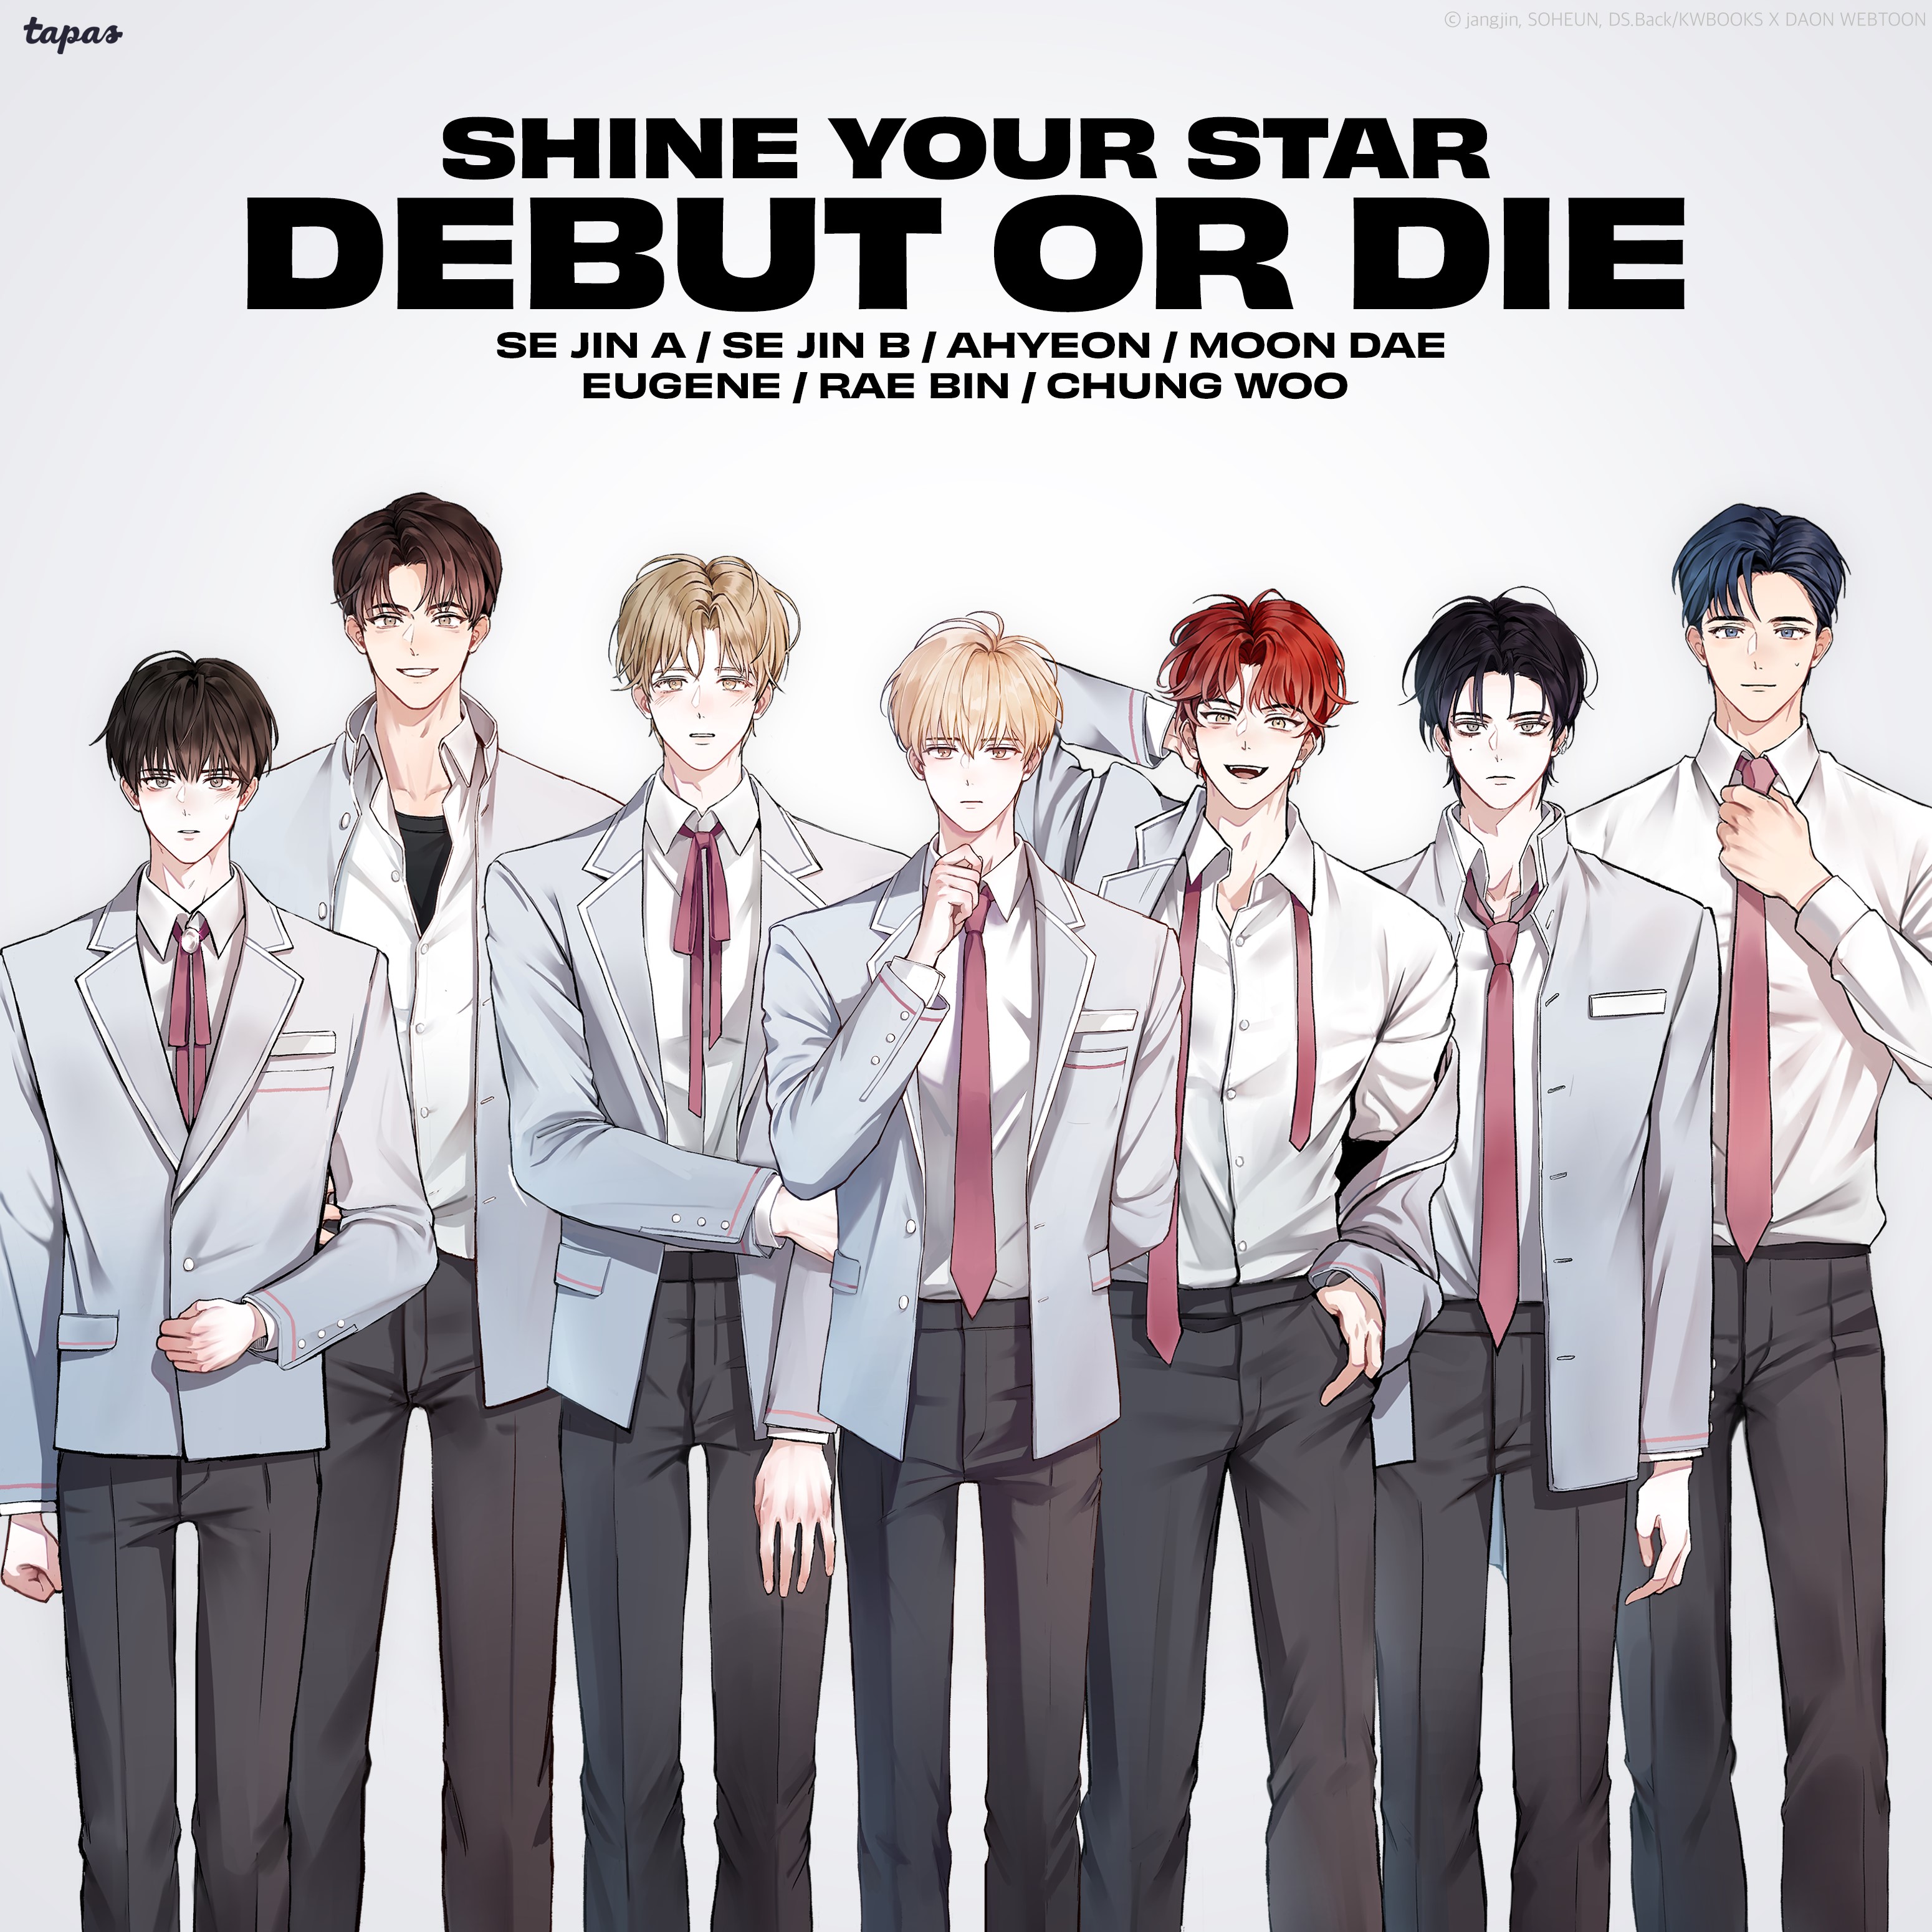 tapas
© jangjin, SOHEUN, DS.Back/KWBOOKS X DAON WEBTOON
SHINE YOUR STAR
DEBUT OR DIE
SE JIN A / SE JIN B / AHYEON / MOON DAE
EUGENE / RAE BIN / CHUNG WOO